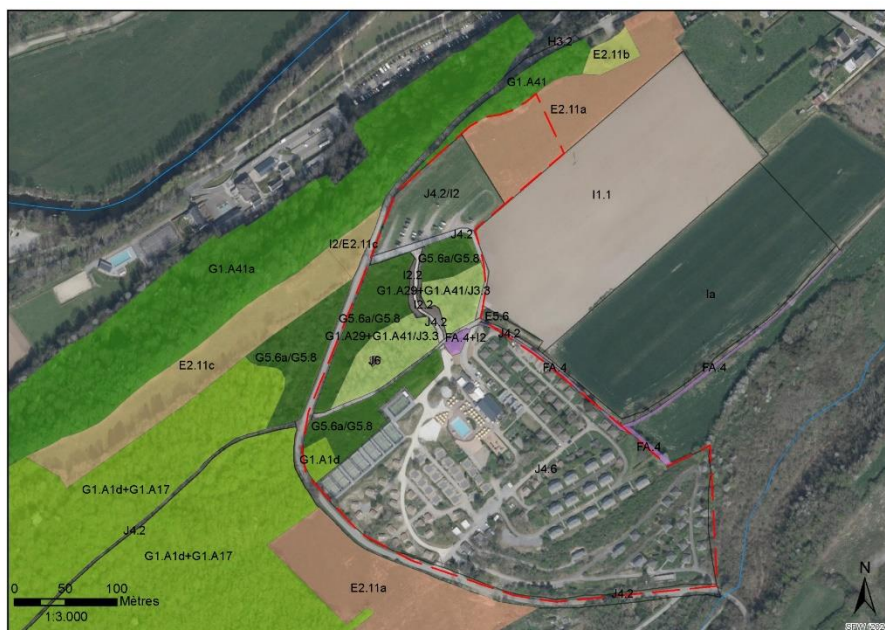 H3.2
E2.11b
G1.A41
E2.11a
J4.2/I2
I1.1
J4.2
I2/E2.11c
G5.6a/G5.8
G1.A41a
I2.2
G1.A29+G1.A41/J3.3
Ia
I2.2
G5.6a/G5.8
J4.2
E5.6
J4.2
G1.A29+G1.A41/J3.3
FA.4+I2
G5.6a/G5.8
J6
E2.11c
FA.4
FA.4
G5.6a/G5.8
FA.4
G1.A1d
J4.6
G1.A1d+G1.A17
J4.2
G1.A1d+G1.A17
E2.11a
J4.2
N
0 50 100
Mètres
1:3.000